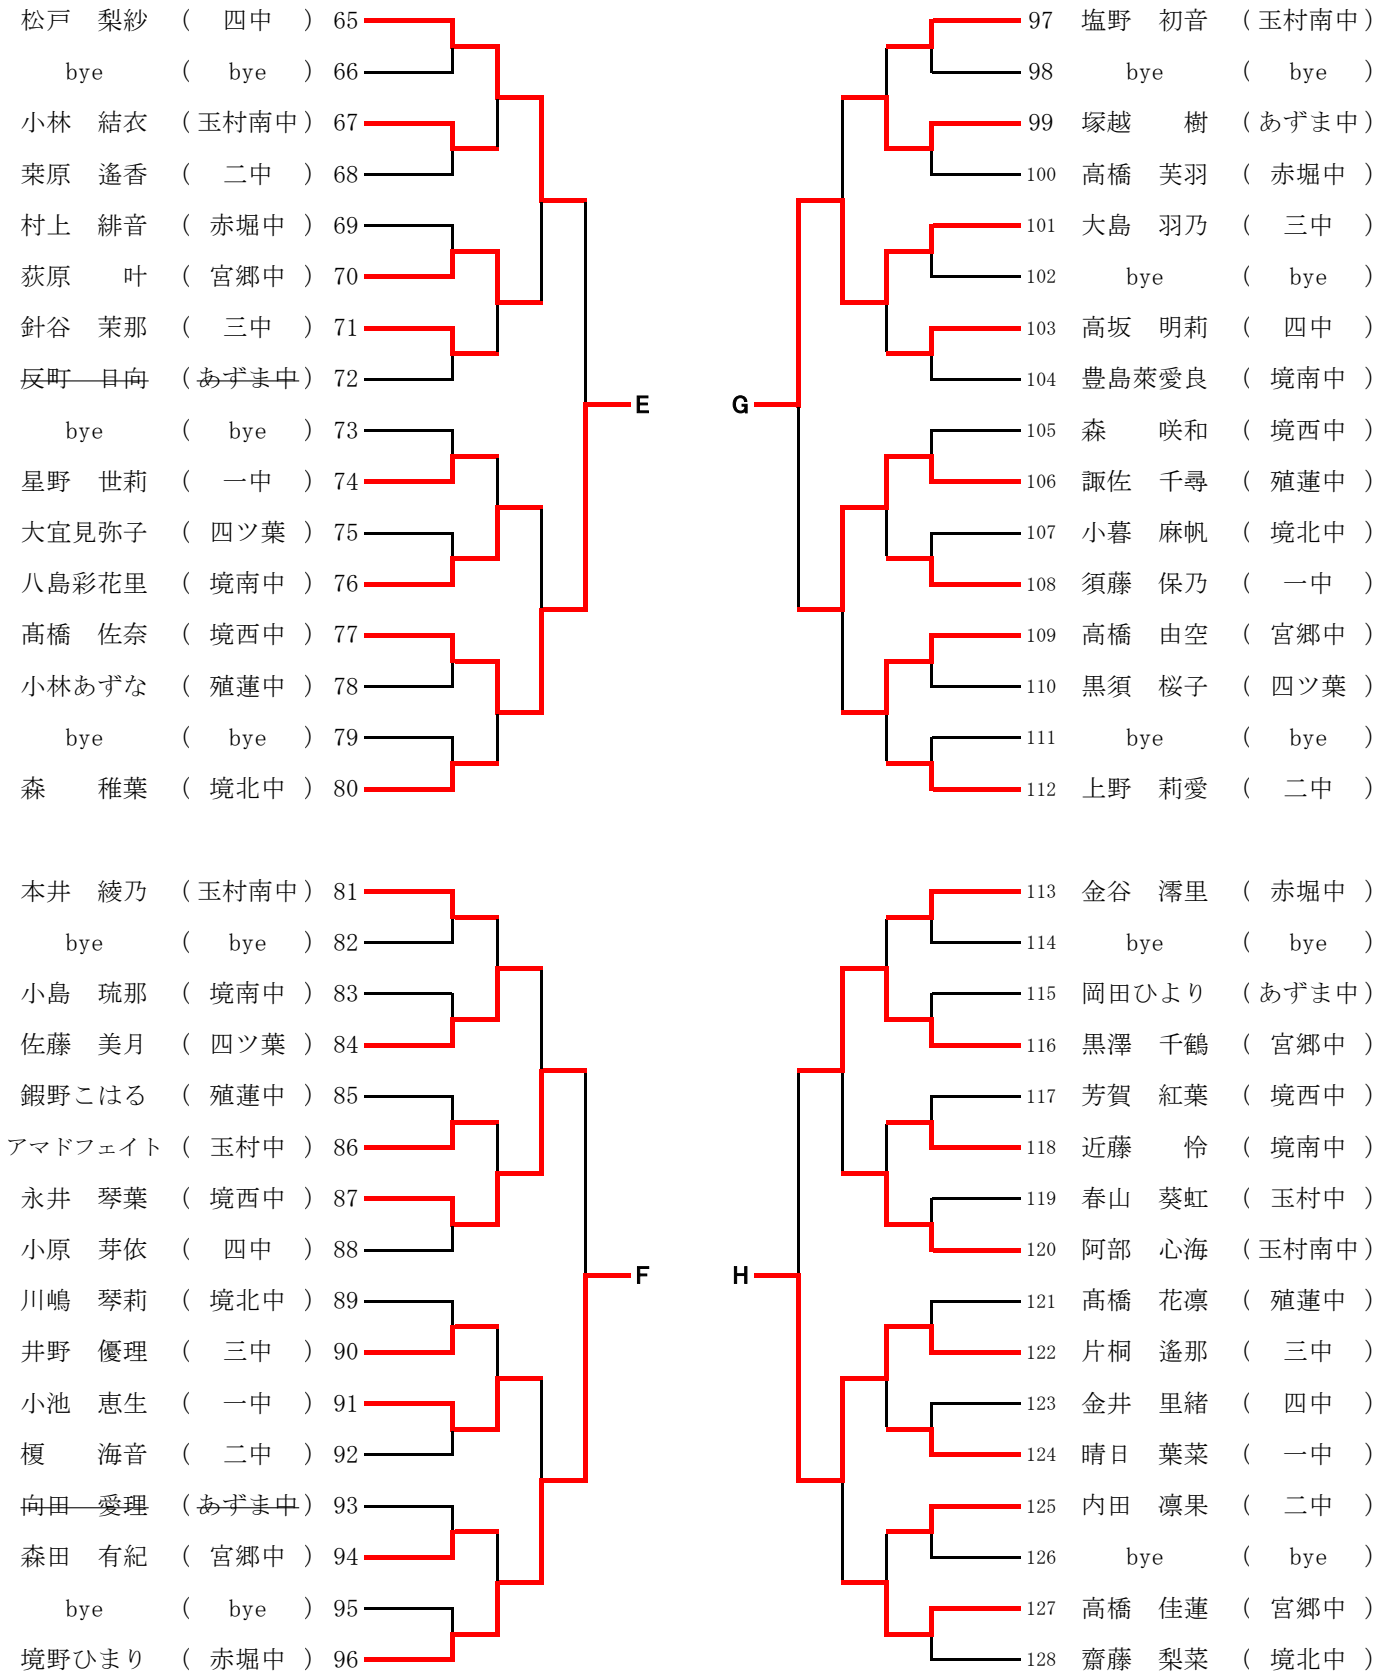 松戸 梨紗 ( 四中 ) 65
bye ( bye ) 66
小林 結衣 (玉村南中) 67
桒原 遙香 ( 二中 ) 68
村上 緋音 ( 赤堀中 ) 69
荻原 叶 ( 宮郷中 ) 70
針谷 茉那 ( 三中 ) 71
反町 日向 (あずま中) 72
bye ( bye ) 73
星野 世莉 ( 一中 ) 74
大宜見弥子 ( 四ツ葉 ) 75
八島彩花里 ( 境南中 ) 76
髙橋 佐奈 ( 境西中 ) 77
小林あずな ( 殖蓮中 ) 78
bye ( bye ) 79
森 稚葉 ( 境北中 ) 80
E
本井 綾乃 (玉村南中) 81
bye ( bye ) 82
小島 琉那 ( 境南中 ) 83
佐藤 美月 ( 四ツ葉 ) 84
鍜野こはる ( 殖蓮中 ) 85
アマドフェイト ( 玉村中 ) 86
永井 琴葉 ( 境西中 ) 87
小原 芽依 ( 四中 ) 88
川嶋 琴莉 ( 境北中 ) 89
井野 優理 ( 三中 ) 90
小池 恵生 ( 一中 ) 91
榎 海音 ( 二中 ) 92
向田 愛理 (あずま中) 93
森田 有紀 ( 宮郷中 ) 94
bye ( bye ) 95
境野ひまり ( 赤堀中 ) 96
F
97 塩野 初音 (玉村南中)
98 bye ( bye )
99 塚越 樹 (あずま中)
100 高橋 芙羽 ( 赤堀中 )
101 大島 羽乃 ( 三中 )
102 bye ( bye )
103 高坂 明莉 ( 四中 )
104 豊島萊愛良 ( 境南中 )
105 森 咲和 ( 境西中 )
106 諏佐 千尋 ( 殖蓮中 )
107 小暮 麻帆 ( 境北中 )
108 須藤 保乃 ( 一中 )
109 高橋 由空 ( 宮郷中 )
110 黒須 桜子 ( 四ツ葉 )
111 bye ( bye )
112 上野 莉愛 ( 二中 )
G
113 金谷 澪里 ( 赤堀中 )
114 bye ( bye )
115 岡田ひより (あずま中)
116 黒澤 千鶴 ( 宮郷中 )
117 芳賀 紅葉 ( 境西中 )
118 近藤 怜 ( 境南中 )
119 春山 葵虹 ( 玉村中 )
120 阿部 心海 (玉村南中)
121 髙橋 花凛 ( 殖蓮中 )
122 片桐 遙那 ( 三中 )
123 金井 里緒 ( 四中 )
124 晴日 葉菜 ( 一中 )
125 内田 凛果 ( 二中 )
126 bye ( bye )
127 高橋 佳蓮 ( 宮郷中 )
128 齋藤 梨菜 ( 境北中 )
H